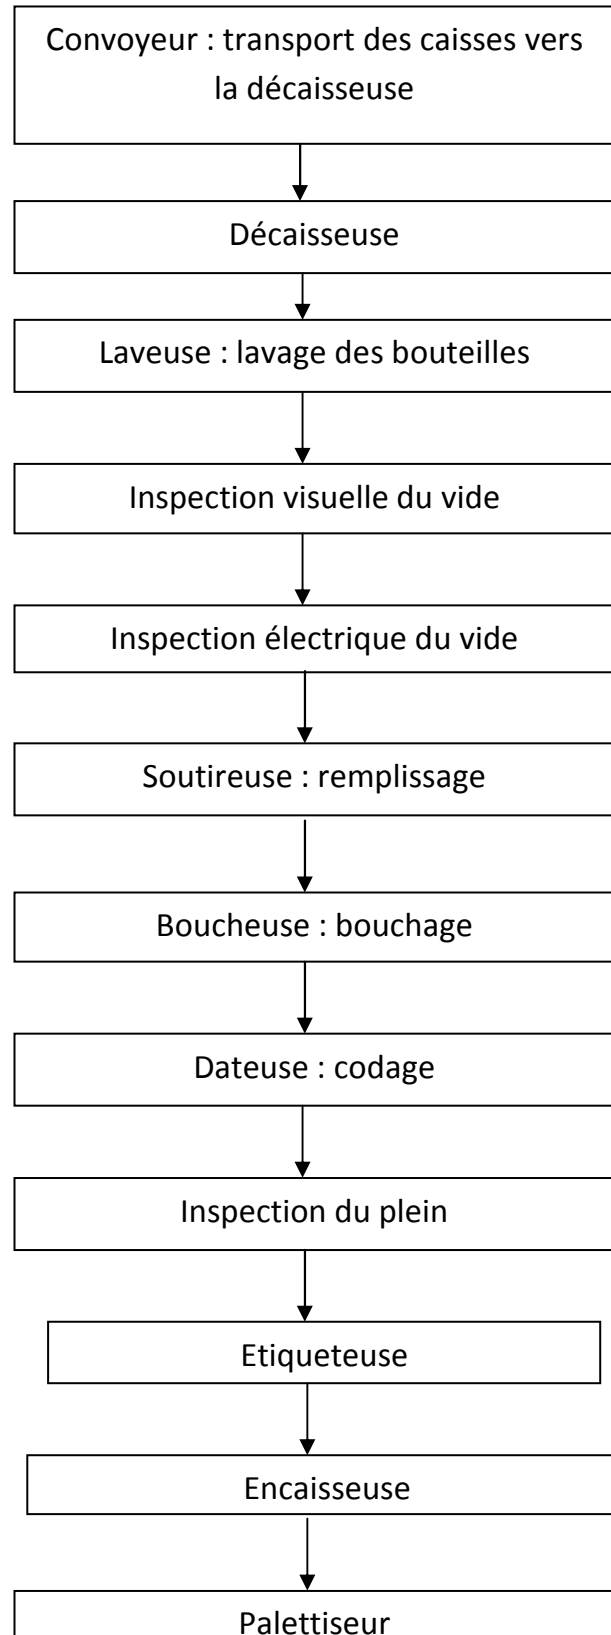 Convoyeur : transport des caisses vers
la décaisseuse
Décaisseuse
Laveuse : lavage des bouteilles
Inspection visuelle du vide
Inspection électrique du vide
Soutireuse : remplissage
Boucheuse : bouchage
Dateuse : codage
Inspection du plein
Etiqueteuse
Encaisseuse
Palettiseur